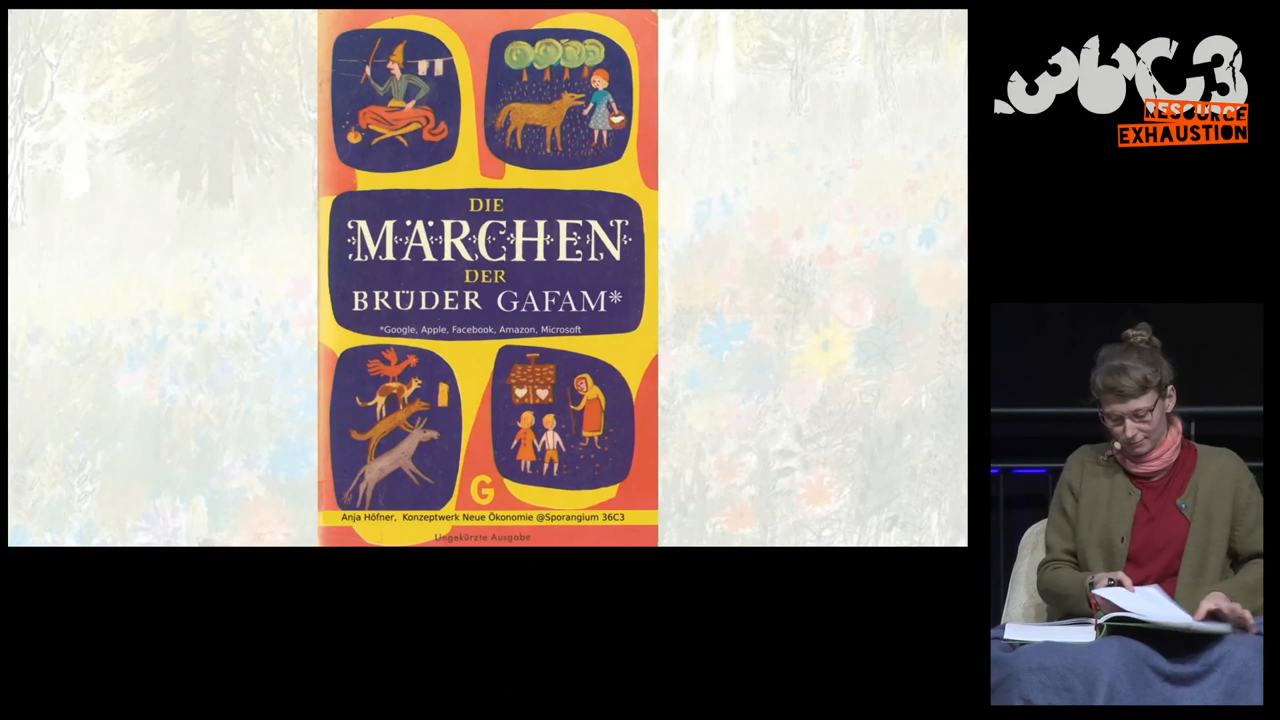 DIE
MÄRCHEN
DER
BRÜDER GAFAM*
*Google, Apple, Facebook, Amazon, Microsoft
G
Anja Höfner, Konzeptwerk Neue Ökonomie @Sporangium 36C3
Ungekürzte Ausgabe
36C3
RESOURCE
EXHAUSTION